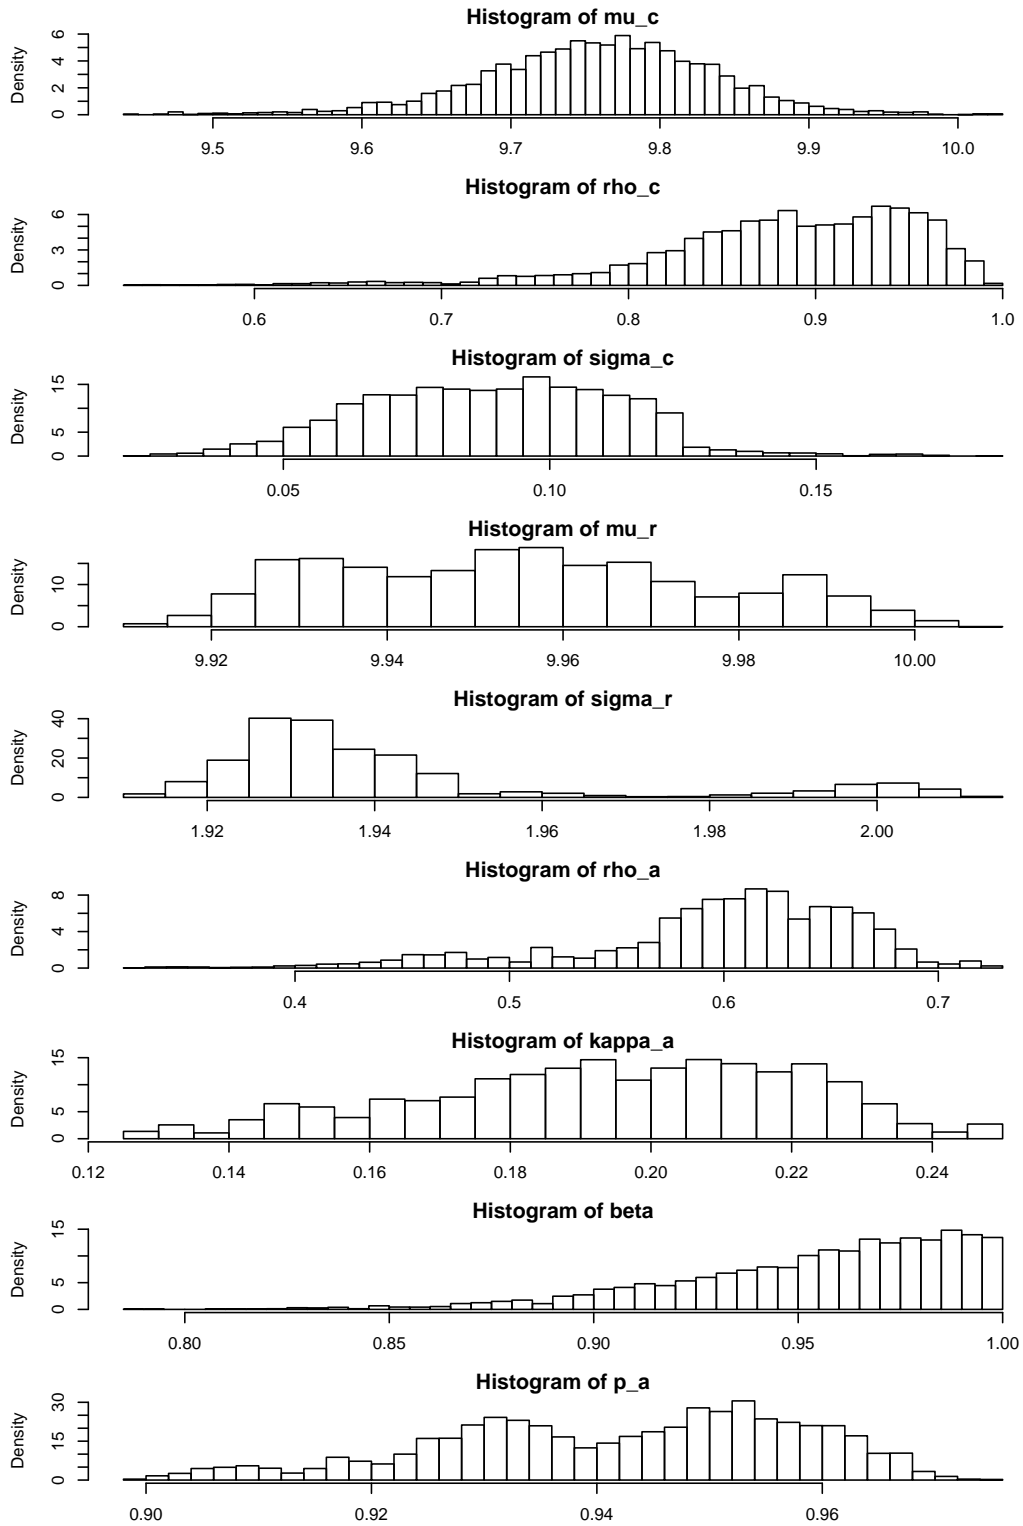 Histogram of mu_c
Density
0 2 4 6
9.5 9.6 9.7 9.8 9.9 10.0
Histogram of rho_c
Density
0 3 6
0.6 0.7 0.8 0.9 1.0
Histogram of sigma_c
Density
0 5 15
0.05 0.10 0.15
Histogram of mu_r
Density
0 10
9.92 9.94 9.96 9.98 10.00
Histogram of sigma_r
Density
0 20 40
1.92 1.94 1.96 1.98 2.00
Histogram of rho_a
Density
0 4 8
0.4 0.5 0.6 0.7
Histogram of kappa_a
Density
0 5 15
0.12 0.14 0.16 0.18 0.20 0.22 0.24
Histogram of beta
Density
0 5 15
0.80 0.85 0.90 0.95 1.00
Histogram of p_a
Density
0 15 30
0.90 0.92 0.94 0.96